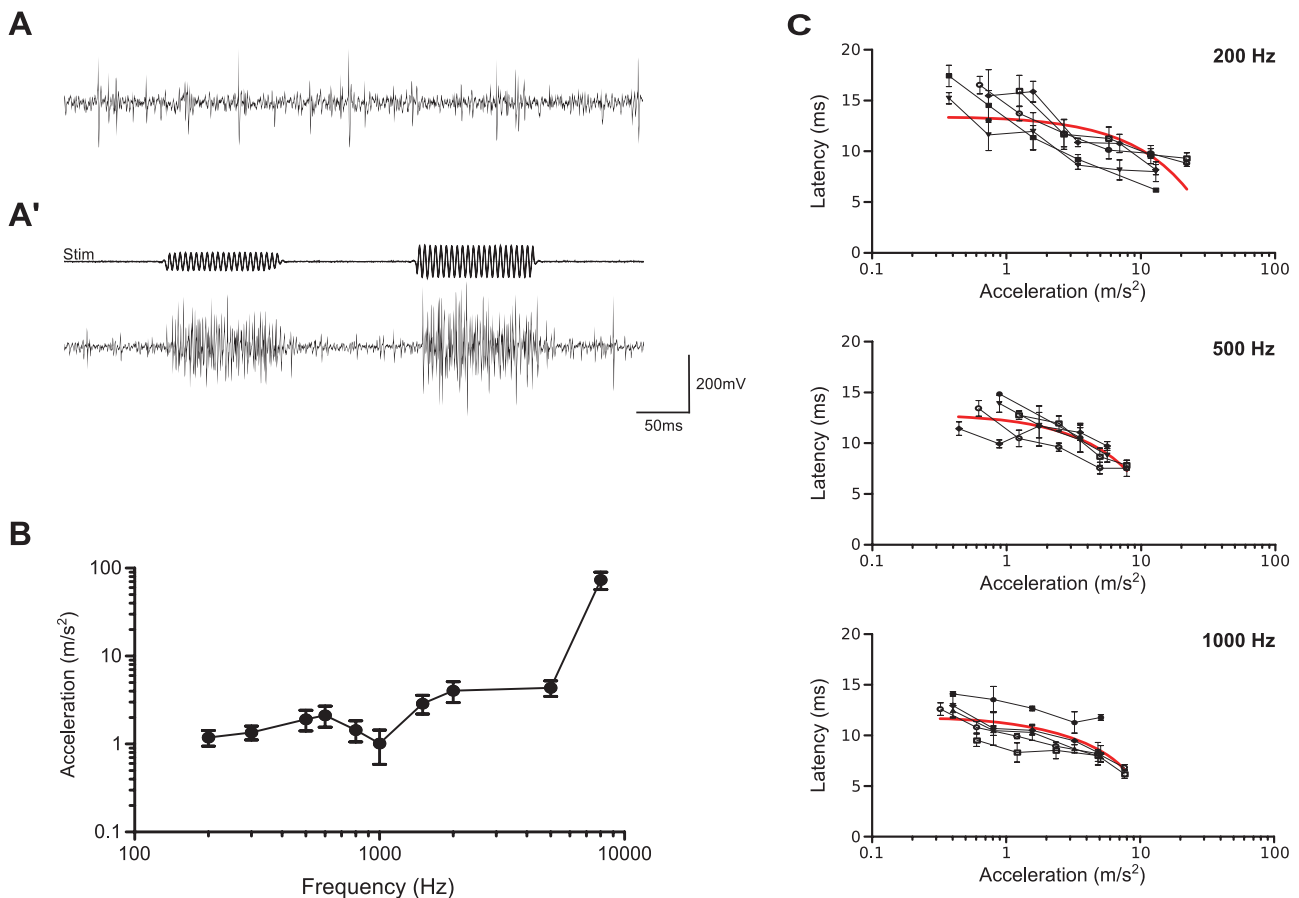 A
A'
Stim
200mV
50ms
B
Acceleration (m/s²)
100
10
1
0.1
100
1000
10000
Frequency (Hz)
C
200 Hz
Latency (ms)
20
15
10
5
0
0.1
1
10
100
Acceleration (m/s²)
500 Hz
Latency (ms)
20
15
10
5
0
0.1
1
10
100
Acceleration (m/s²)
1000 Hz
Latency (ms)
20
15
10
5
0
0.1
1
10
100
Acceleration (m/s²)